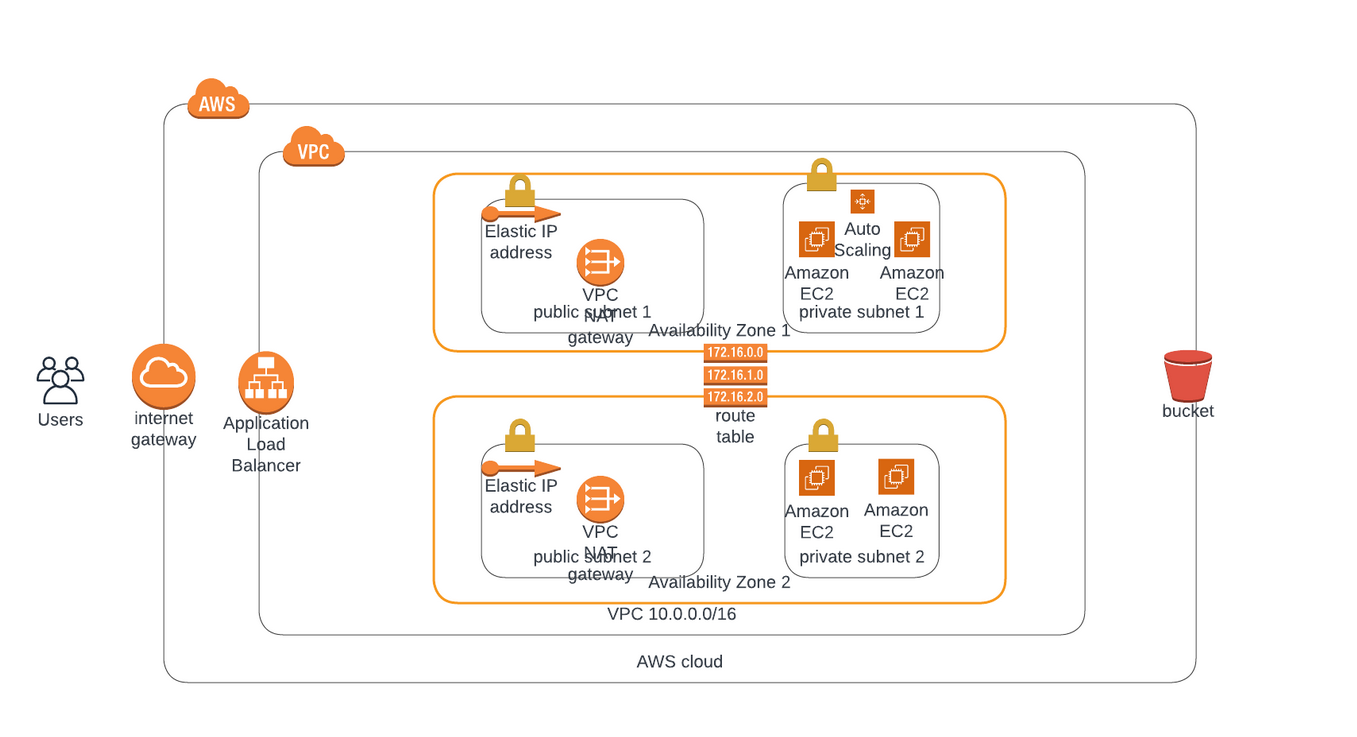 AWS
VPC
Elastic IP
address
VPC
NAT
gateway
public subnet 1
Auto
Scaling
Amazon
EC2
Amazon
EC2
private subnet 1
Availability Zone 1
172.16.0.0
172.16.1.0
172.16.2.0
route
table
Users
internet
gateway
Application
Load
Balancer
bucket
Elastic IP
address
VPC
NAT
gateway
public subnet 2
Amazon
EC2
Amazon
EC2
private subnet 2
Availability Zone 2
VPC 10.0.0.0/16
AWS cloud